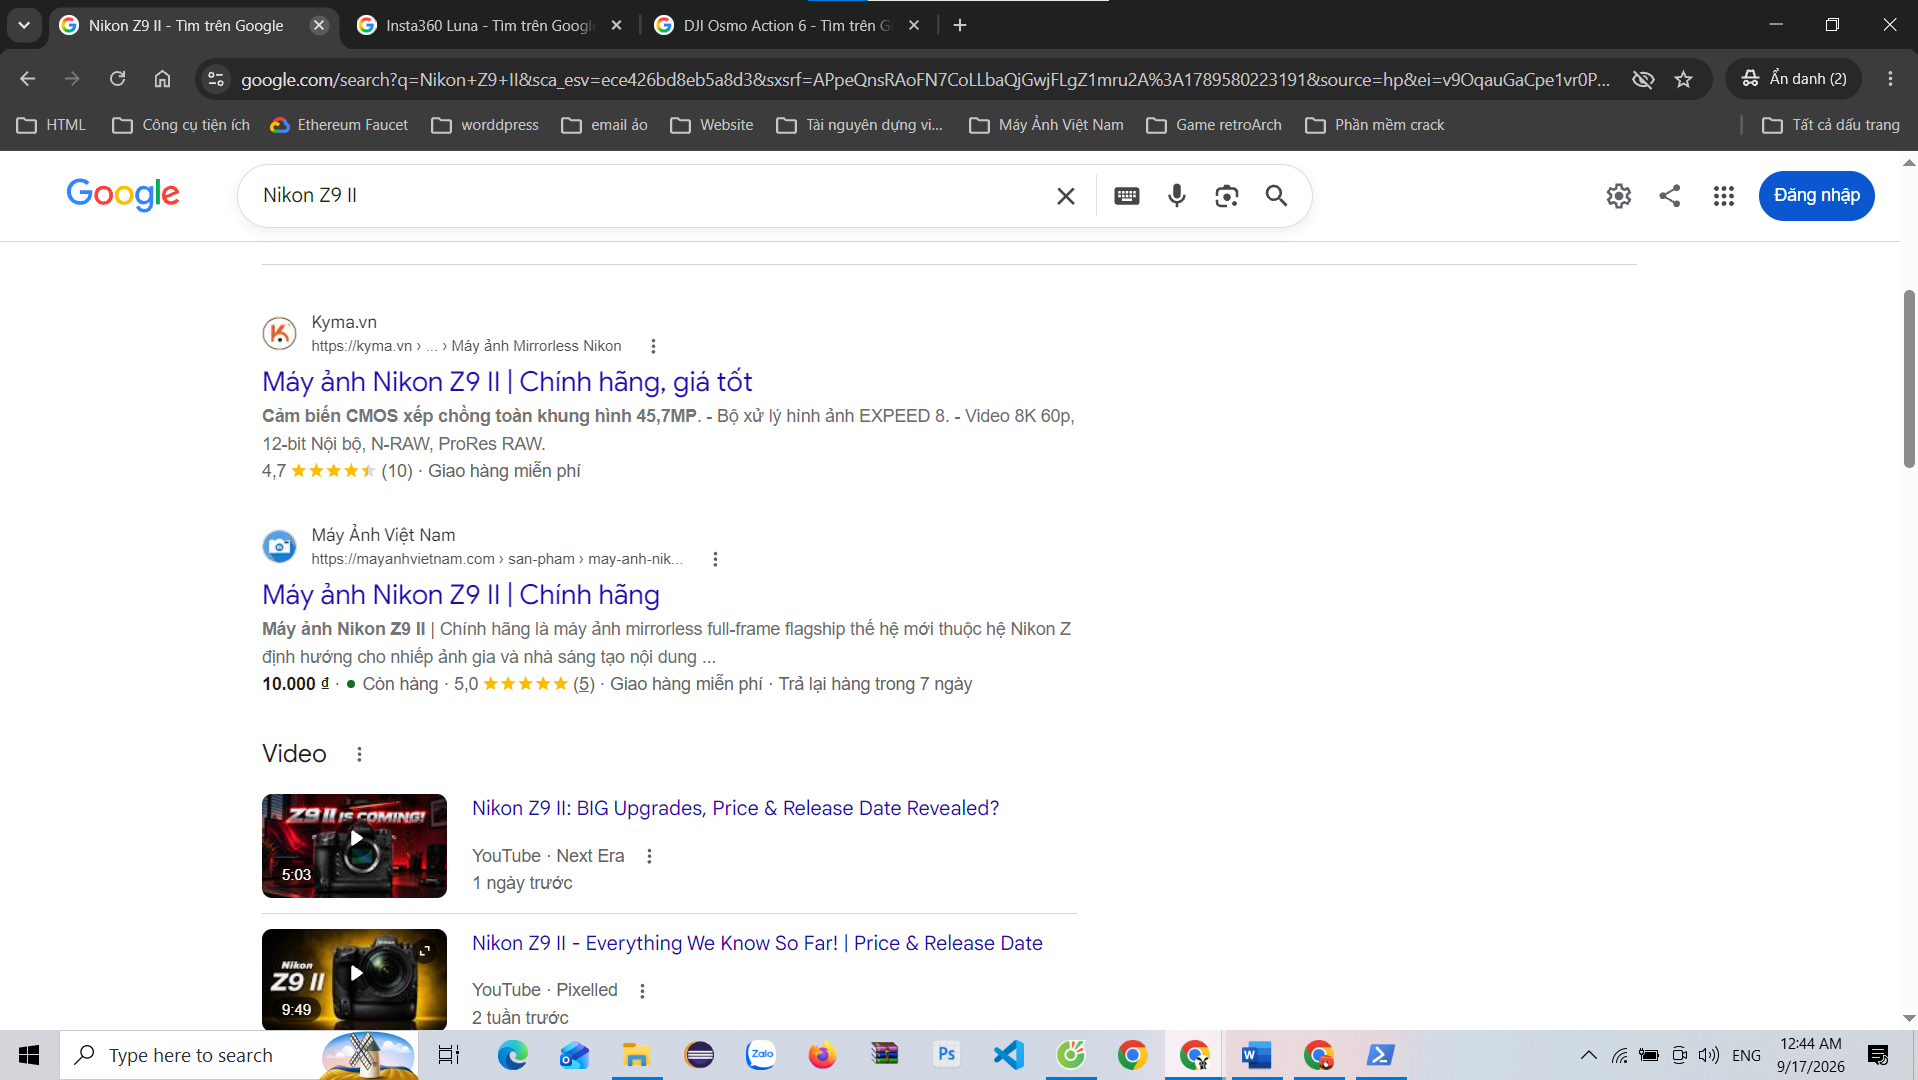 Nikon Z9 II - Tìm trên Google
Insta360 Luna - Tìm trên Googl
DJI Osmo Action 6 - Tìm trên G
google.com/search?q=Nikon+Z9+II&sca_esv=ece426bd8eb5a8d3&sxsrf=APpeQnsRAoFN7CoLLbaQjGwjFLgZ1mru2A%3A1789580223191&source=hp&ei=v9OqauGaCpe1vr0P...
Ẩn danh (2)
HTML
Công cụ tiện ích
Ethereum Faucet
worddpress
email ảo
Website
Tài nguyên dựng vi...
Máy Ảnh Việt Nam
Game retroArch
Phần mềm crack
Tất cả dấu trang
Google
Nikon Z9 II
Đăng nhập
Kyma.vn
https://kyma.vn › ... › Máy ảnh Mirrorless Nikon
Máy ảnh Nikon Z9 II | Chính hãng, giá tốt
Cảm biến CMOS xếp chồng toàn khung hình 45,7MP. - Bộ xử lý hình ảnh EXPEED 8. - Video 8K 60p,
12-bit Nội bộ, N-RAW, ProRes RAW.
4,7 (10) · Giao hàng miễn phí
Máy Ảnh Việt Nam
https://mayanhvietnam.com › san-pham › may-anh-nik...
Máy ảnh Nikon Z9 II | Chính hãng
Máy ảnh Nikon Z9 II | Chính hãng là máy ảnh mirrorless full-frame flagship thế hệ mới thuộc hệ Nikon Z
định hướng cho nhiếp ảnh gia và nhà sáng tạo nội dung ...
10.000 ₫ · Còn hàng · 5,0 (5) · Giao hàng miễn phí · Trả lại hàng trong 7 ngày
Video
Z9 II IS COMING!
5:03
Nikon Z9 II: BIG Upgrades, Price & Release Date Revealed?
YouTube · Next Era
1 ngày trước
Nikon
Z9 II
9:49
Nikon Z9 II - Everything We Know So Far! | Price & Release Date
YouTube · Pixelled
2 tuần trước
Type here to search
Zalo
Ps
W
ENG
12:44 AM
9/17/2026